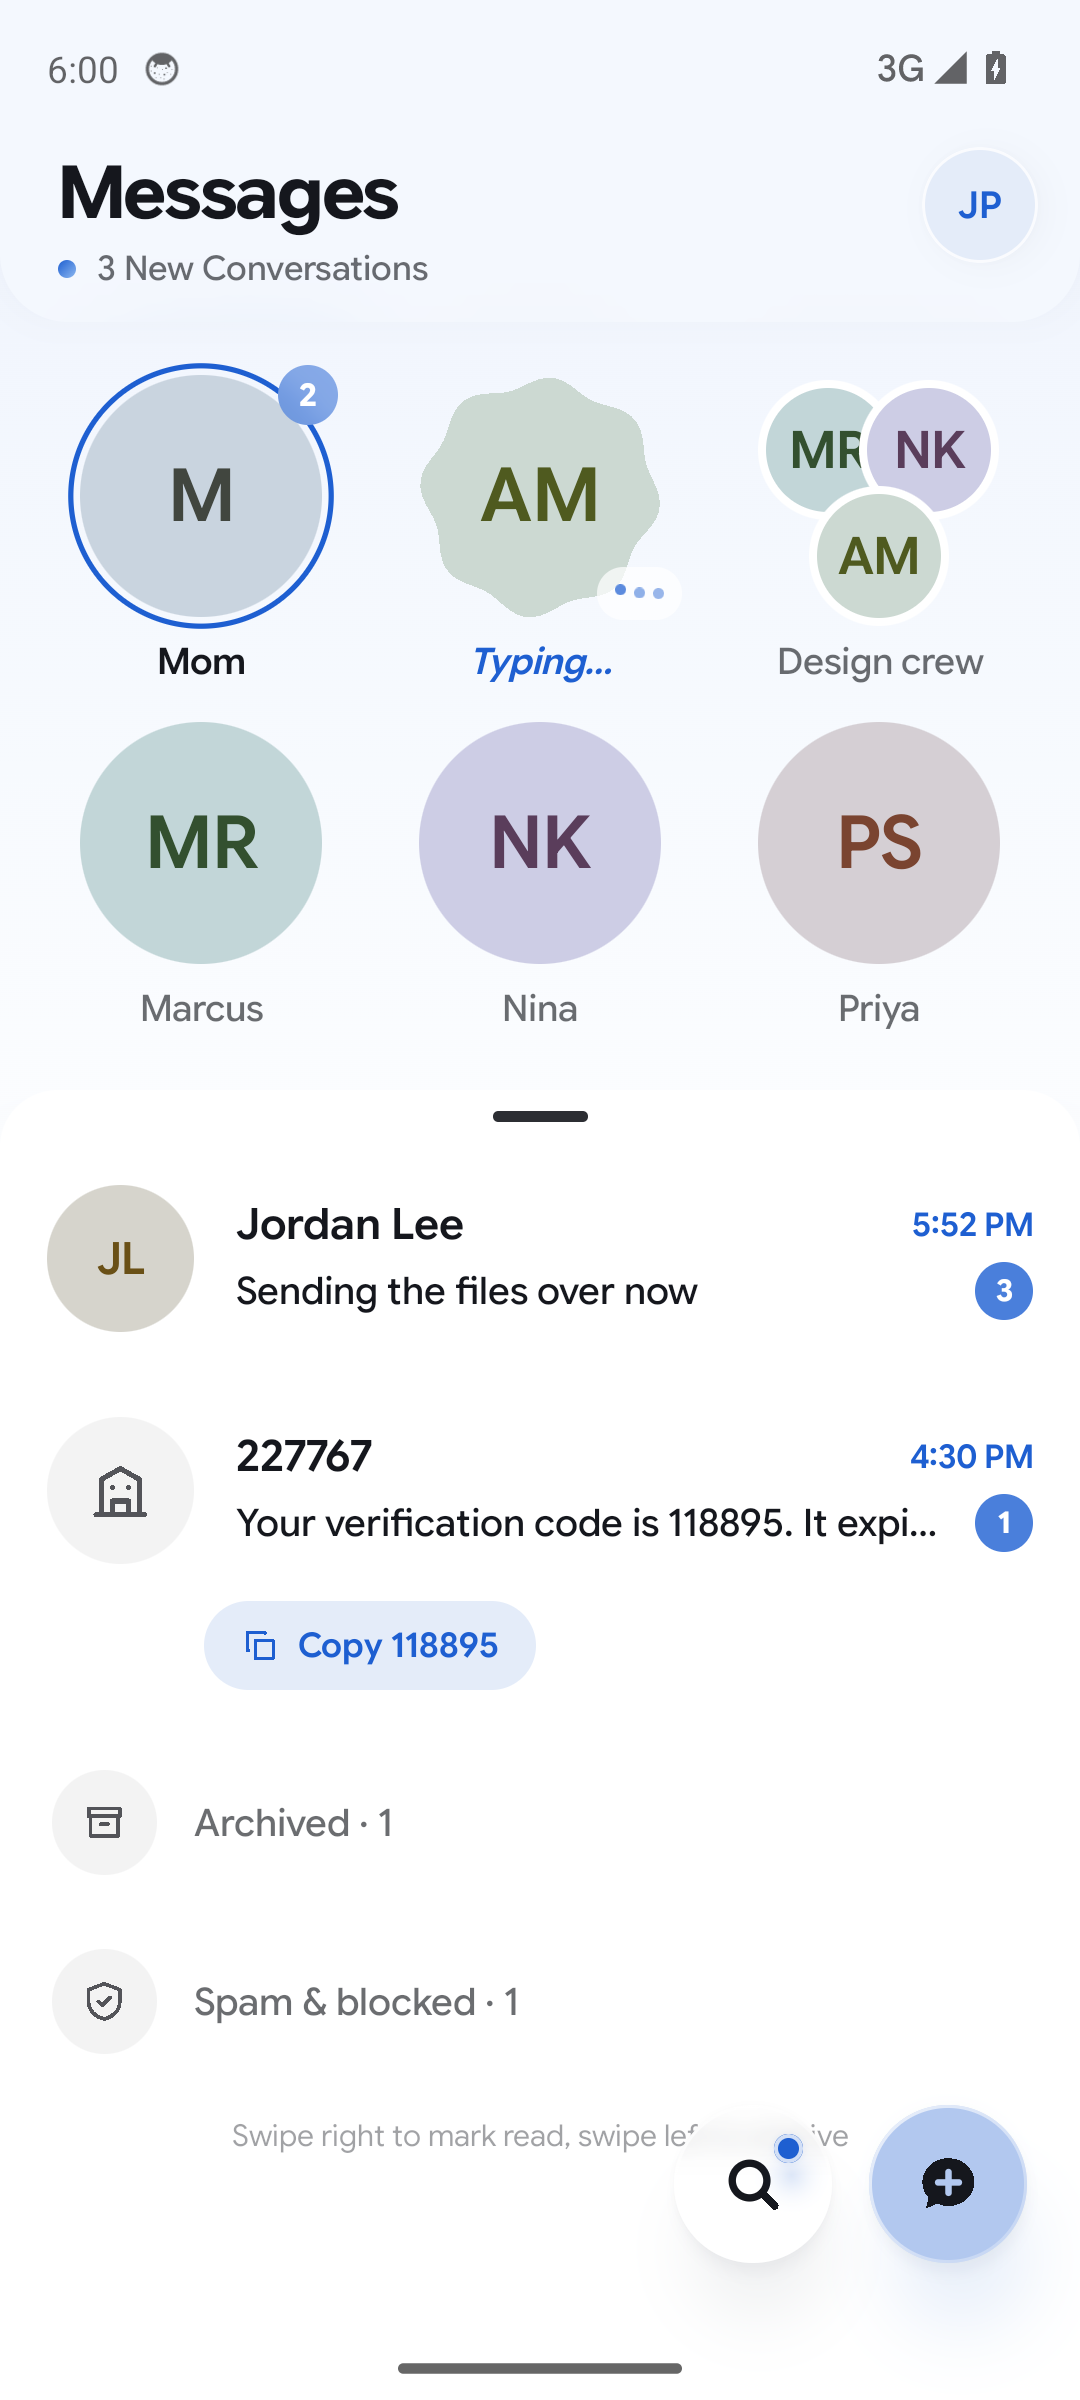 6:00
3G
Messages
JP
3 New Conversations
M
2
AM
MR
NK
AM
Mom
Typing...
Design crew
MR
NK
PS
Marcus
Nina
Priya
JL
Jordan Lee
5:52 PM
Sending the files over now
3
227767
4:30 PM
Your verification code is 118895. It expi...
1
Copy 118895
Archived · 1
Spam & blocked · 1
Swipe right to mark read, swipe